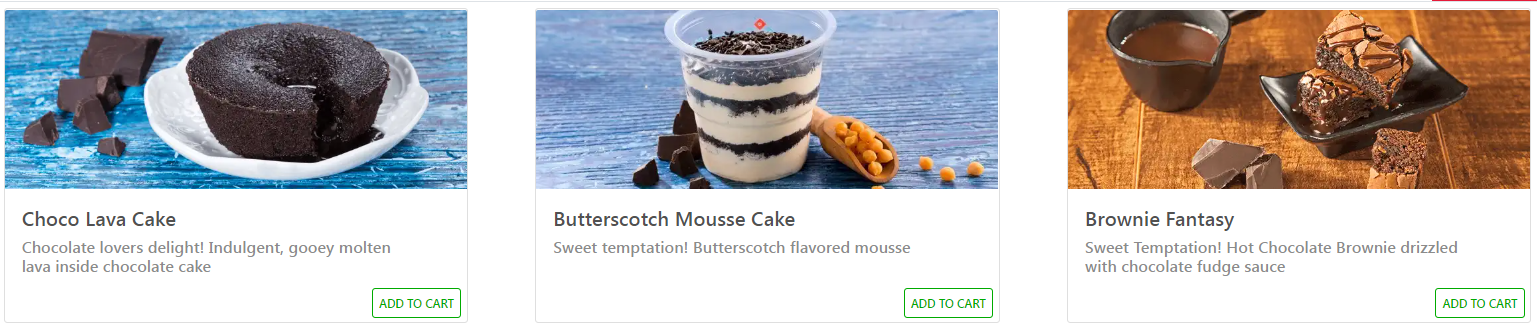 Choco Lava Cake
Chocolate lovers delight! Indulgent, gooey molten
lava inside chocolate cake
ADD TO CART
Butterscotch Mousse Cake
Sweet temptation! Butterscotch flavored mousse
ADD TO CART
Brownie Fantasy
Sweet Temptation! Hot Chocolate Brownie drizzled
with chocolate fudge sauce
ADD TO CART